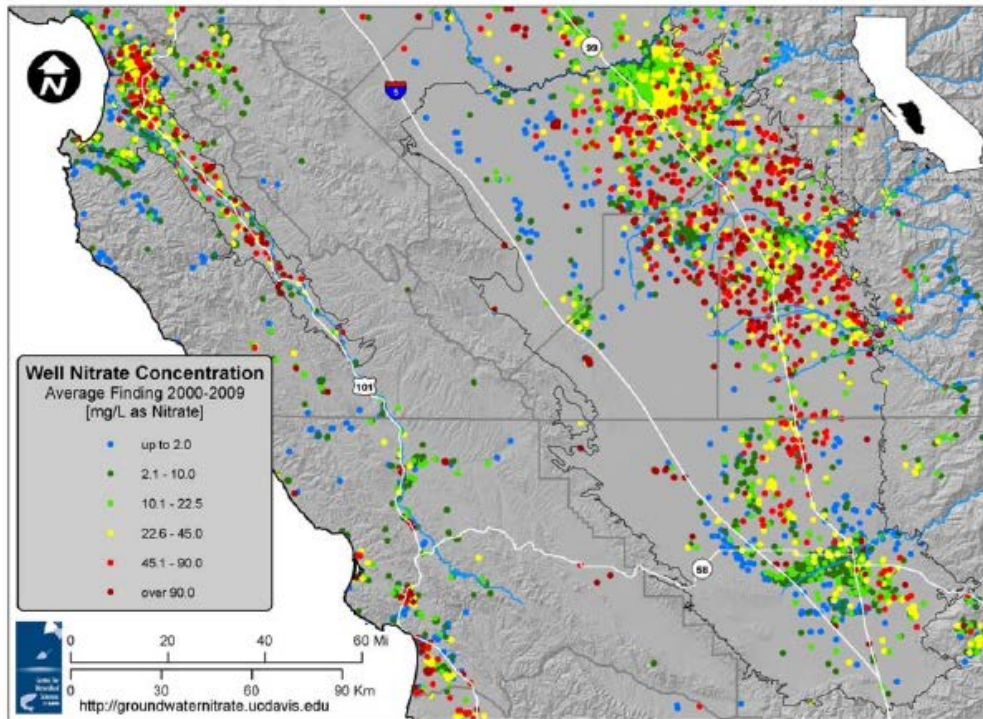 N
5
99
101
58
Well Nitrate Concentration
Average Finding 2000-2009
[mg/L as Nitrate]
up to 2.0
2.1 - 10.0
10.1 - 22.5
22.6 - 45.0
45.1 - 90.0
over 90.0
0 20 40 60 Mi
0 30 60 90 Km
http://groundwaternitrate.ucdavis.edu